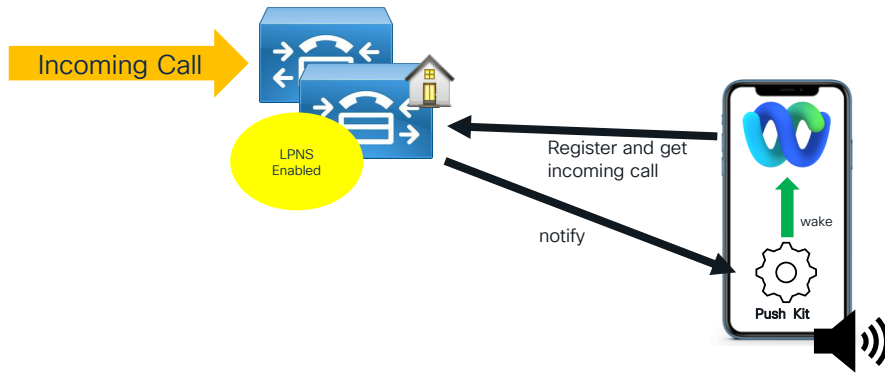 Incoming Call
LPNS
Enabled
Register and get
incoming call
notify
wake
Push Kit